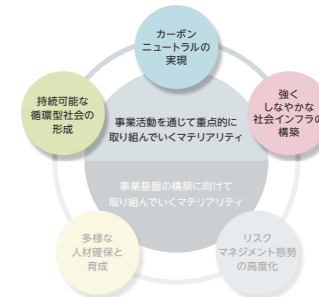 カーボン
ニュートラルの
実現
持続可能な
循環型社会の
形成
強く
しなやかな
社会インフラの
構築
事業活動を通じて重点的に
取り組んでいくマテリアリティ
事業基盤の構築に向けて
取り組んでいくマテリアリティ
多様な
人材確保と
育成
リスク
マネジメント態勢
の高度化